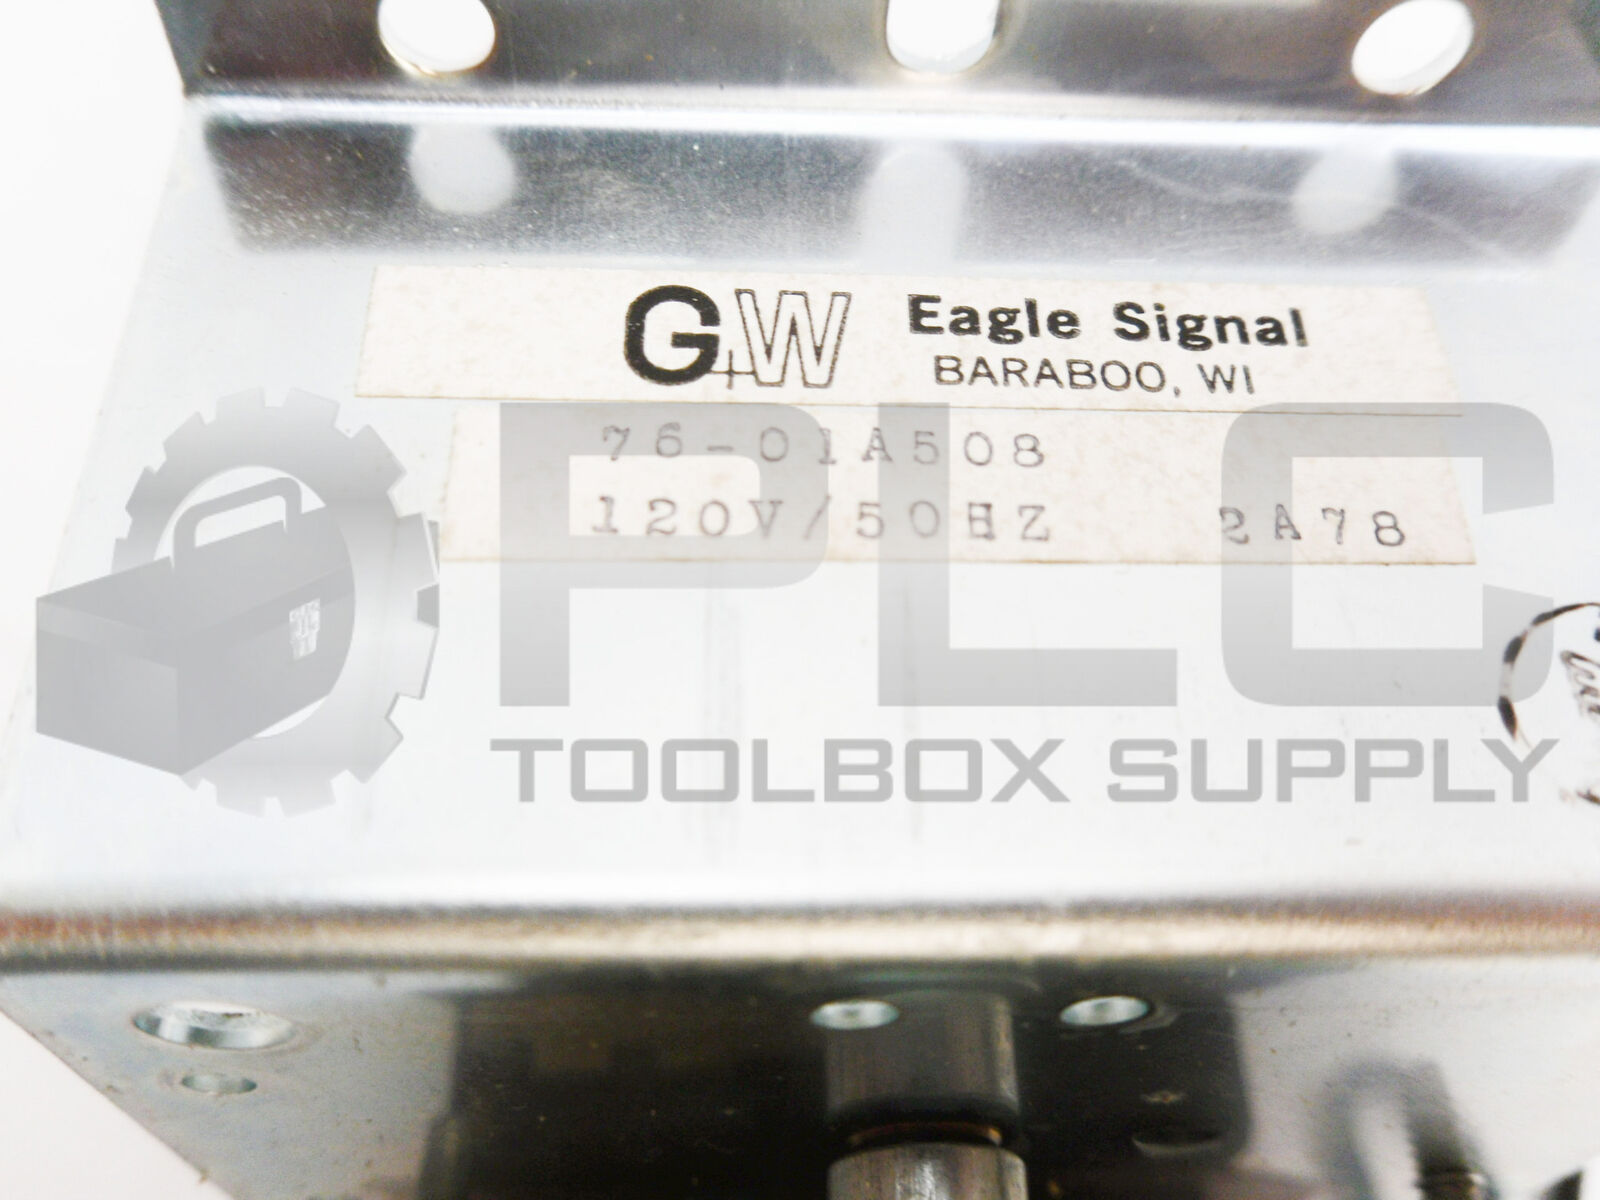 G+W Eagle Signal
BARABOO, WI
76-01A508
120V/50HZ 2A78
PLC
TOOLBOX SUPPLY